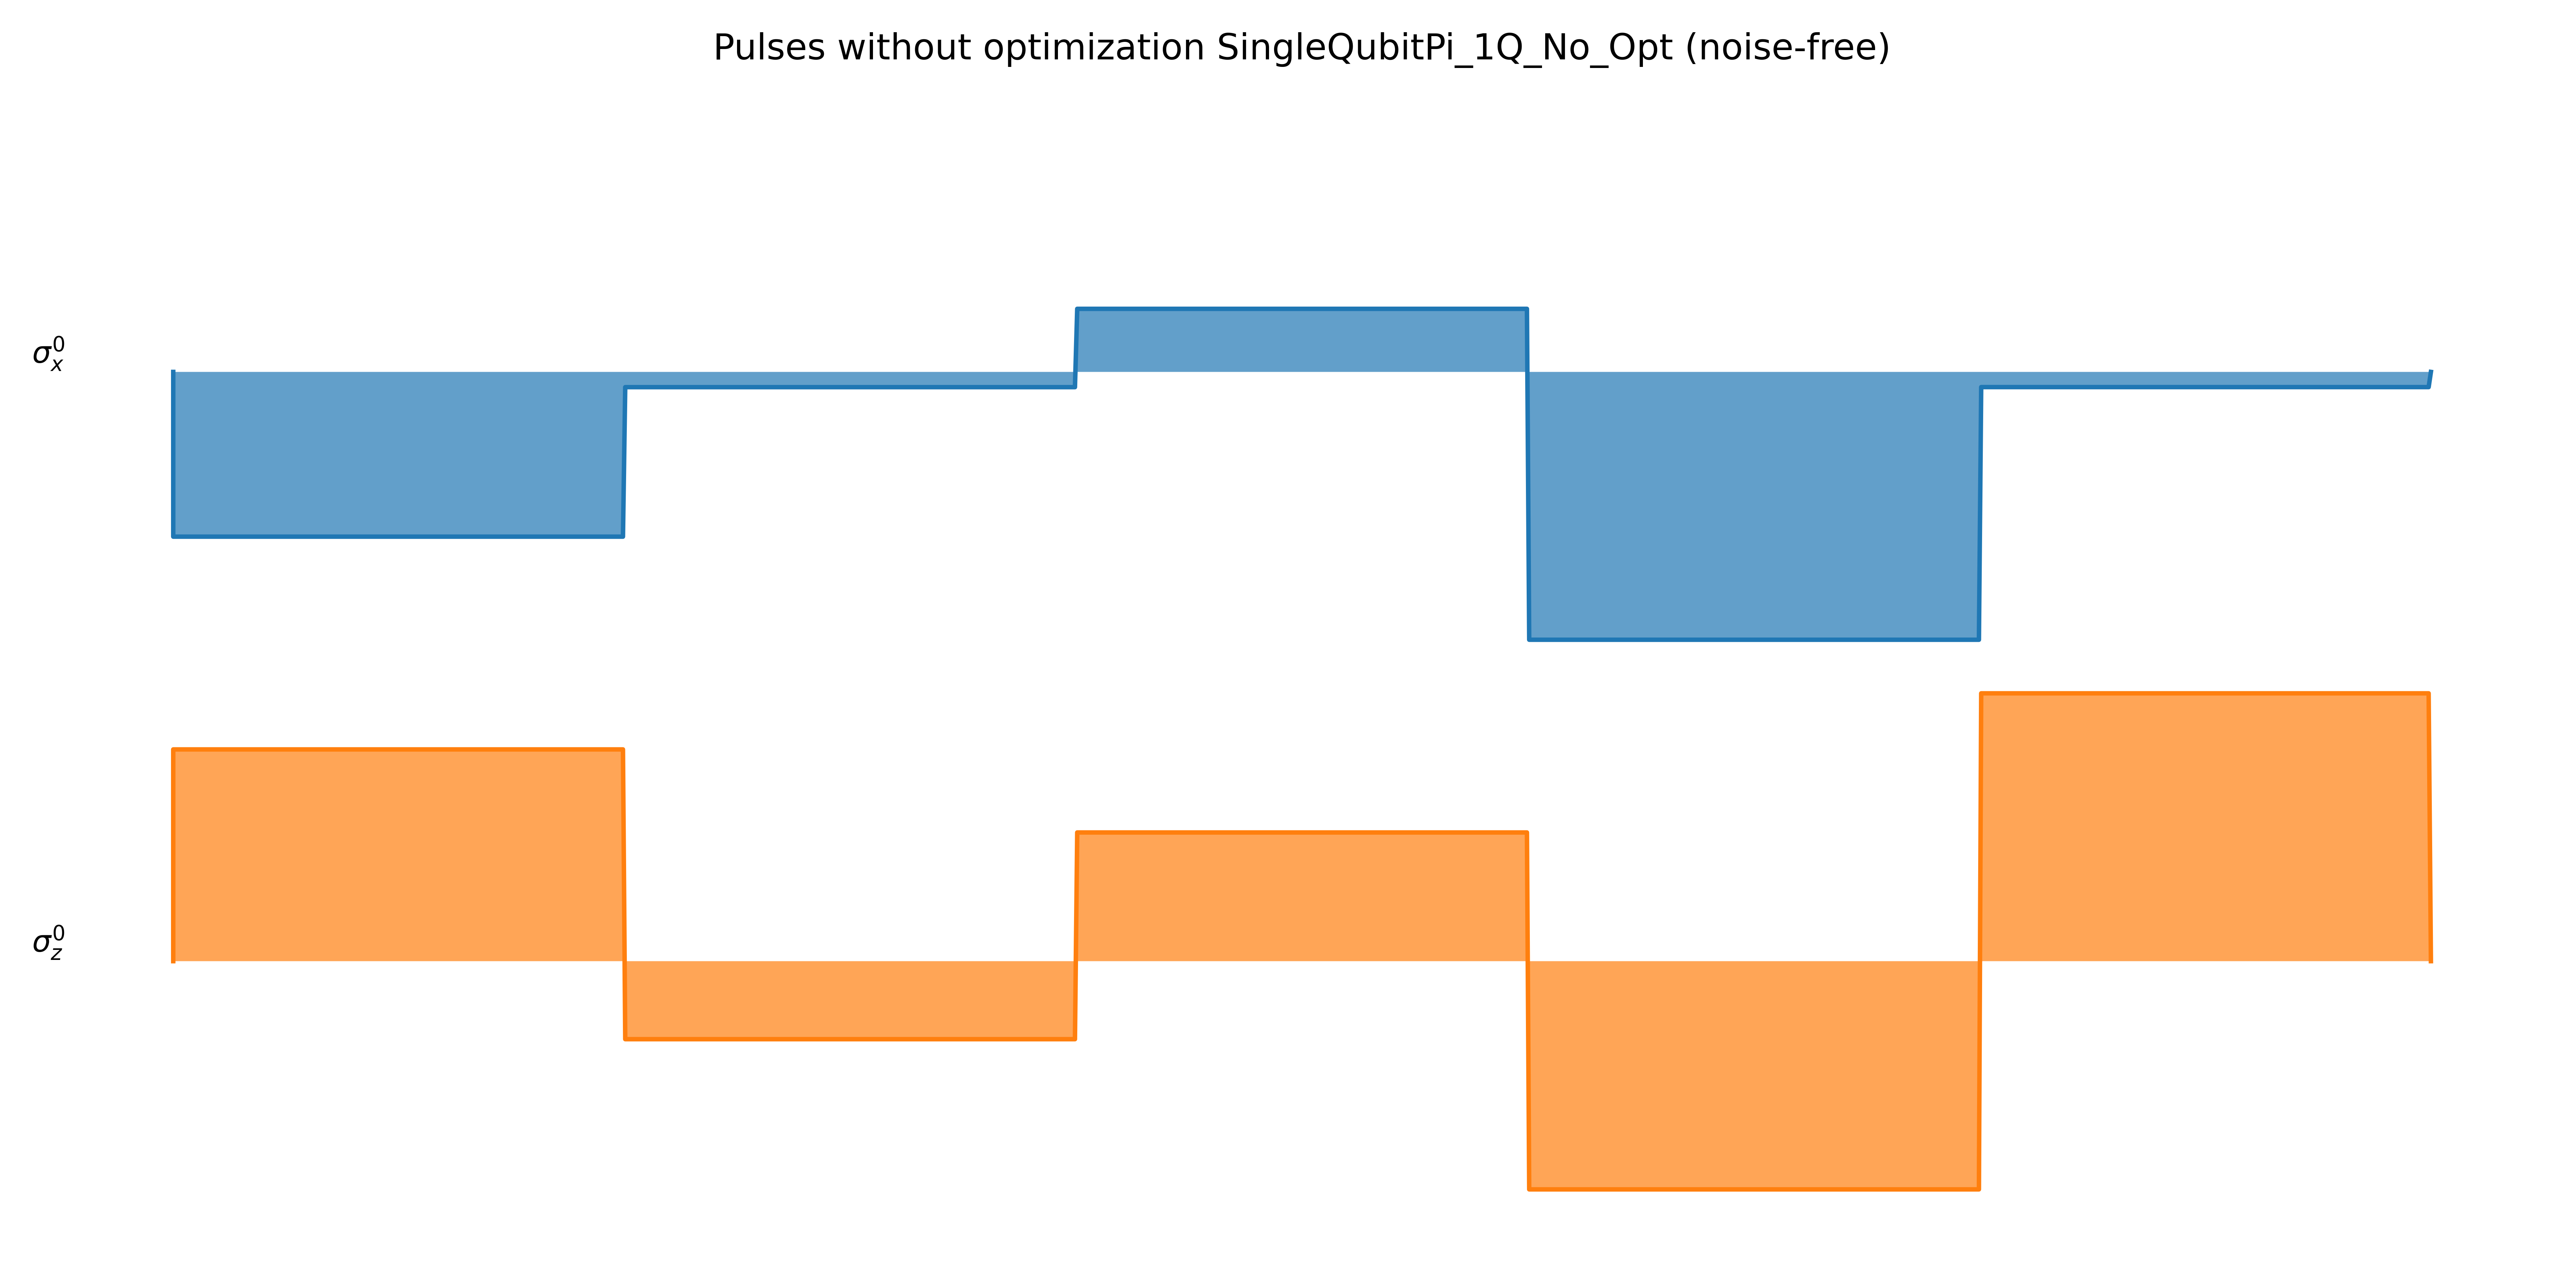 Pulses without optimization SingleQubitPi_1Q_No_Opt (noise-free)
σ_x^0
σ_z^0